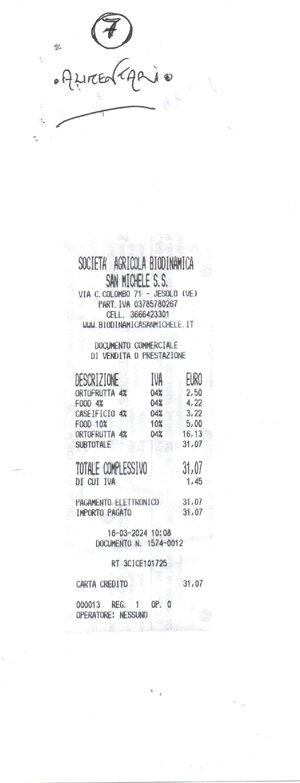 7
ALIMENTARI
SOCIETA' AGRICOLA BIODINAMICA
SAN MICHELE S.S.
VIA C.COLOMBO 71 - JESOLO (VE)
PART.IVA 03785780267
CELL. 3666423301
WWW.BIODINAMICASANMICHELE.IT
DOCUMENTO COMMERCIALE
DI VENDITA O PRESTAZIONE
DESCRIZIONE IVA EURO
ORTOFRUTTA 4% 04% 2,50
FOOD 4% 04% 4,22
CASEIFICIO 4% 04% 3,22
FOOD 10% 10% 5,00
ORTOFRUTTA 4% 04% 16,13
SUBTOTALE 31,07
TOTALE COMPLESSIVO 31,07
DI CUI IVA 1,45
PAGAMENTO ELETTRONICO 31,07
IMPORTO PAGATO 31,07
16-03-2024 10:08
DOCUMENTO N. 1574-0012
RT 3CICE101725
CARTA CREDITO 31,07
000013 REG. 1 OP. 0
OPERATORE: NESSUNO